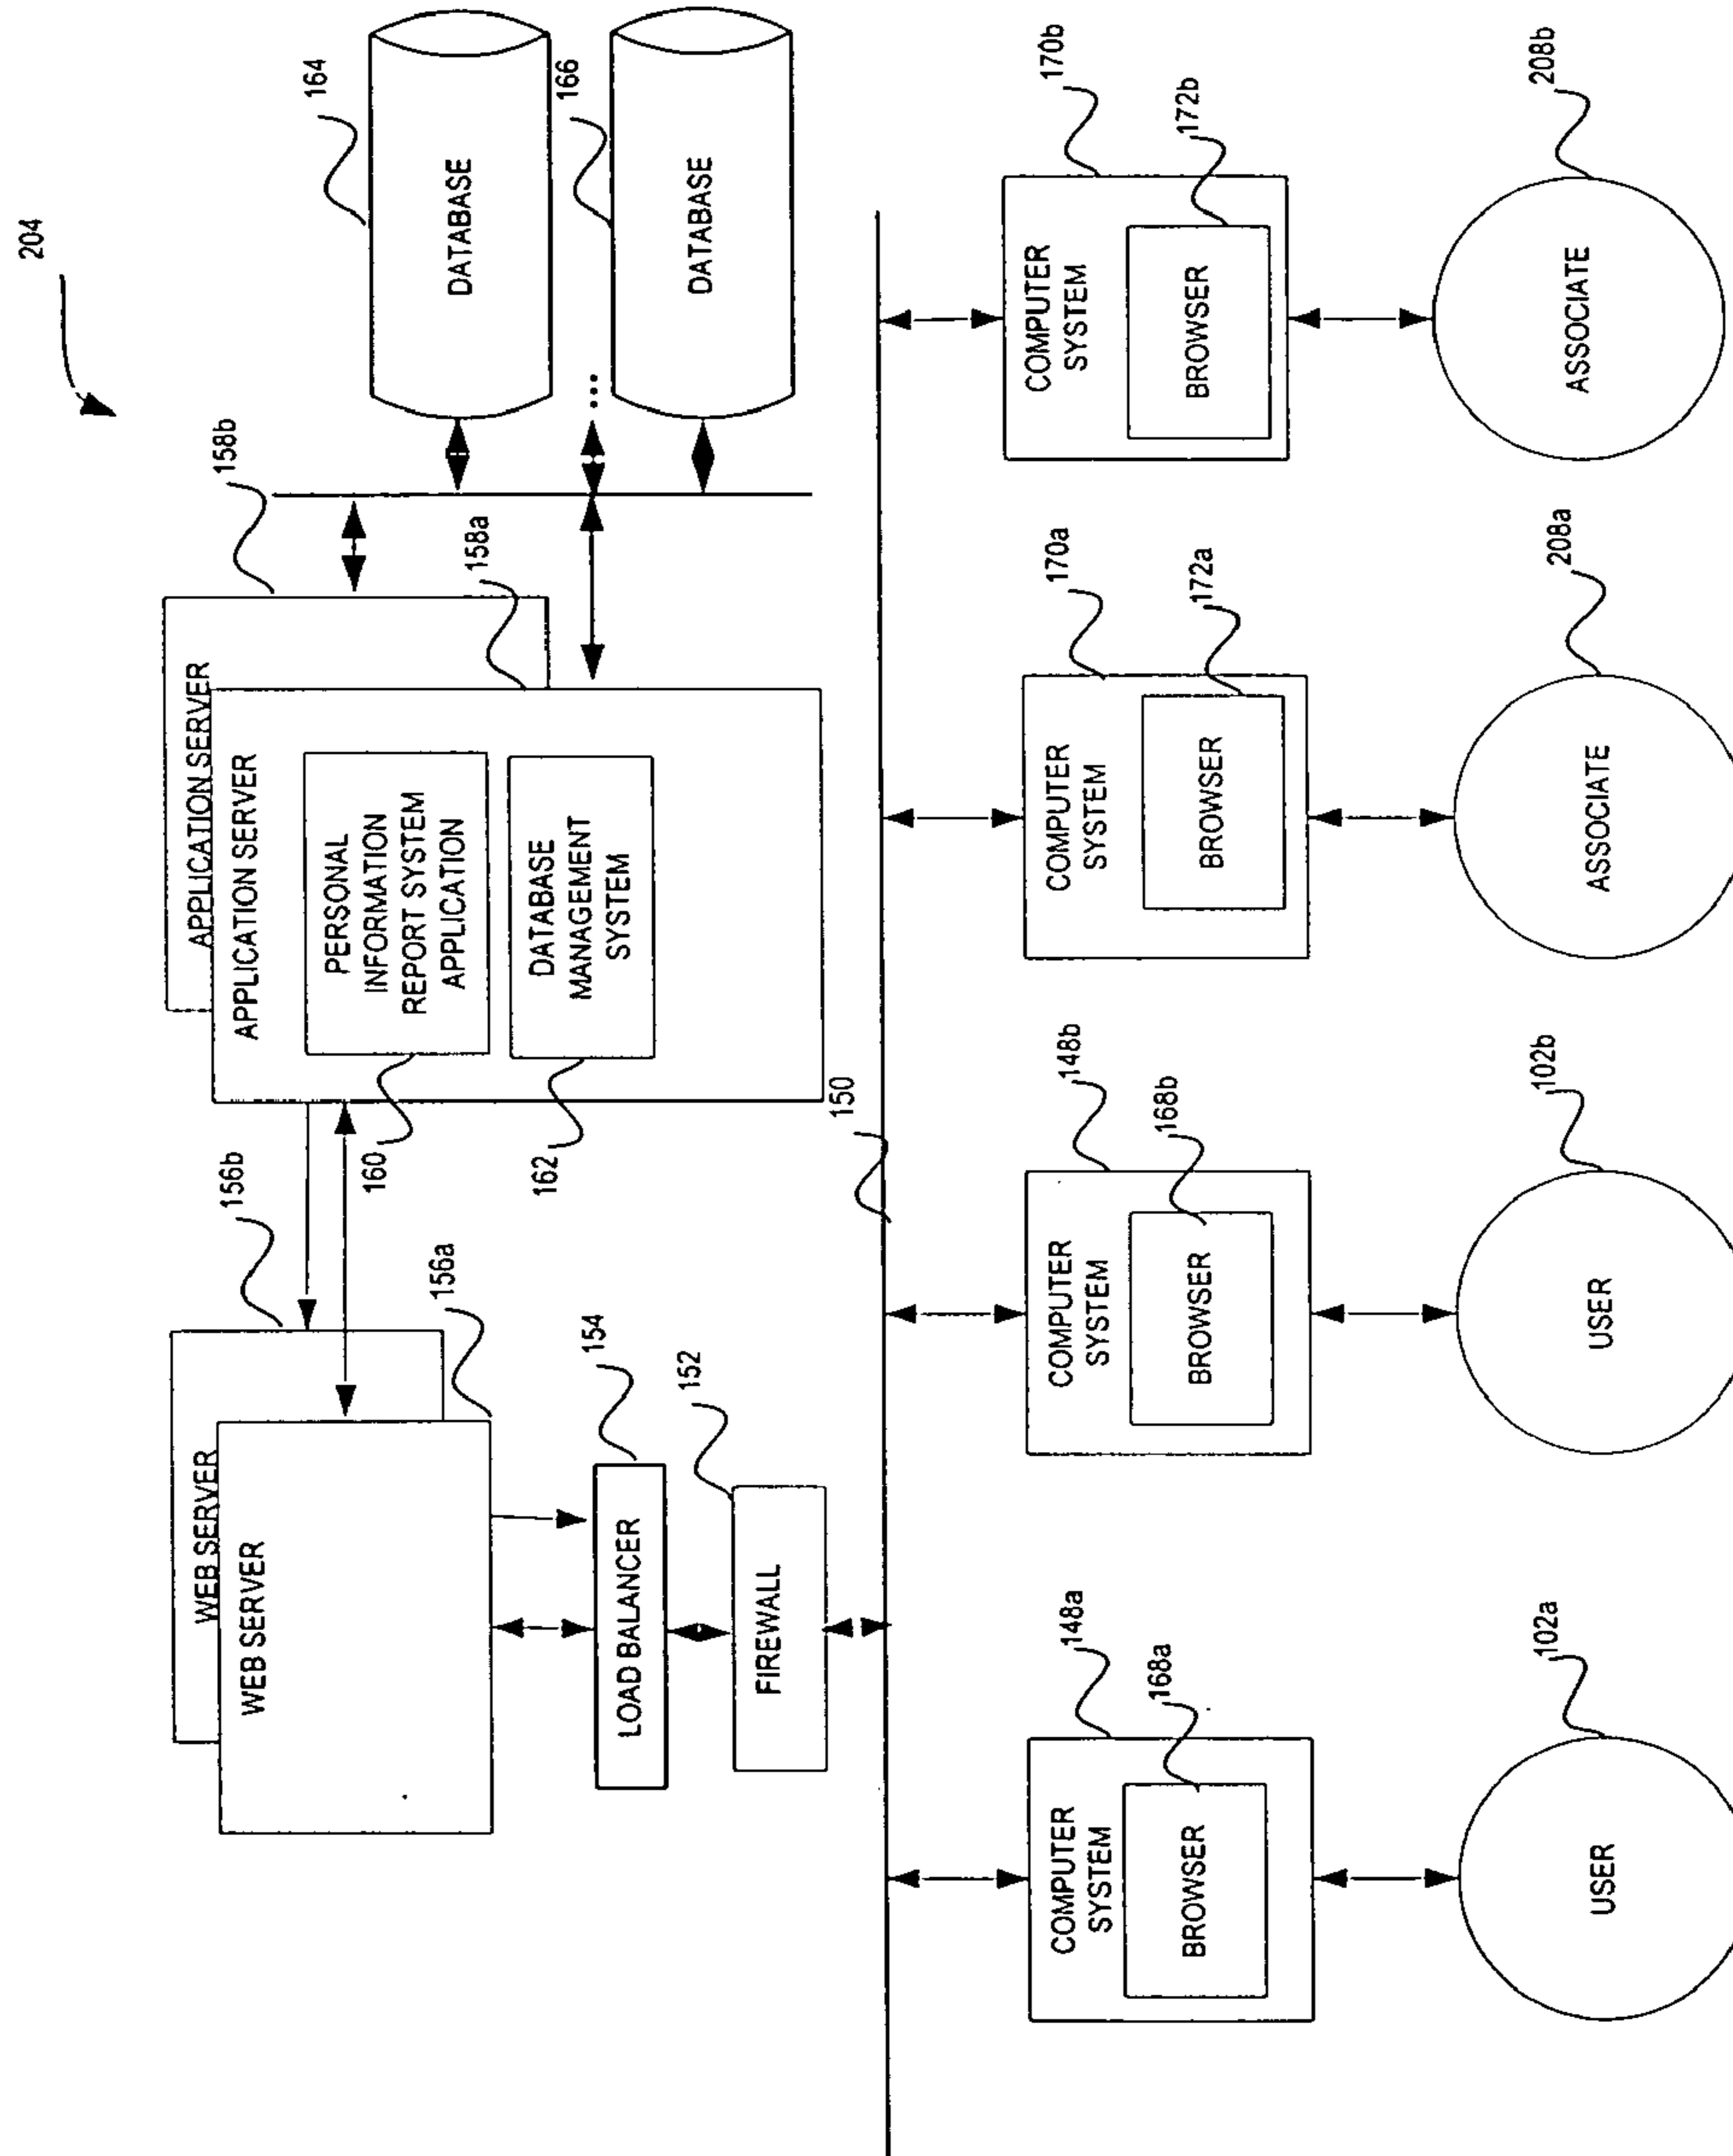 204
WEB SERVER
WEB SERVER
156b
156a
LOAD BALANCER
154
FIREWALL
152
APPLICATION SERVER
APPLICATION SERVER
158b
158a
PERSONAL
INFORMATION
REPORT SYSTEM
APPLICATION
160
DATABASE
MANAGEMENT
SYSTEM
162
DATABASE
164
...
DATABASE
166
150
COMPUTER
SYSTEM
148a
BROWSER
168a
USER
102a
COMPUTER
SYSTEM
148b
BROWSER
168b
USER
102b
COMPUTER
SYSTEM
170a
BROWSER
172a
ASSOCIATE
208a
COMPUTER
SYSTEM
170b
BROWSER
172b
ASSOCIATE
208b